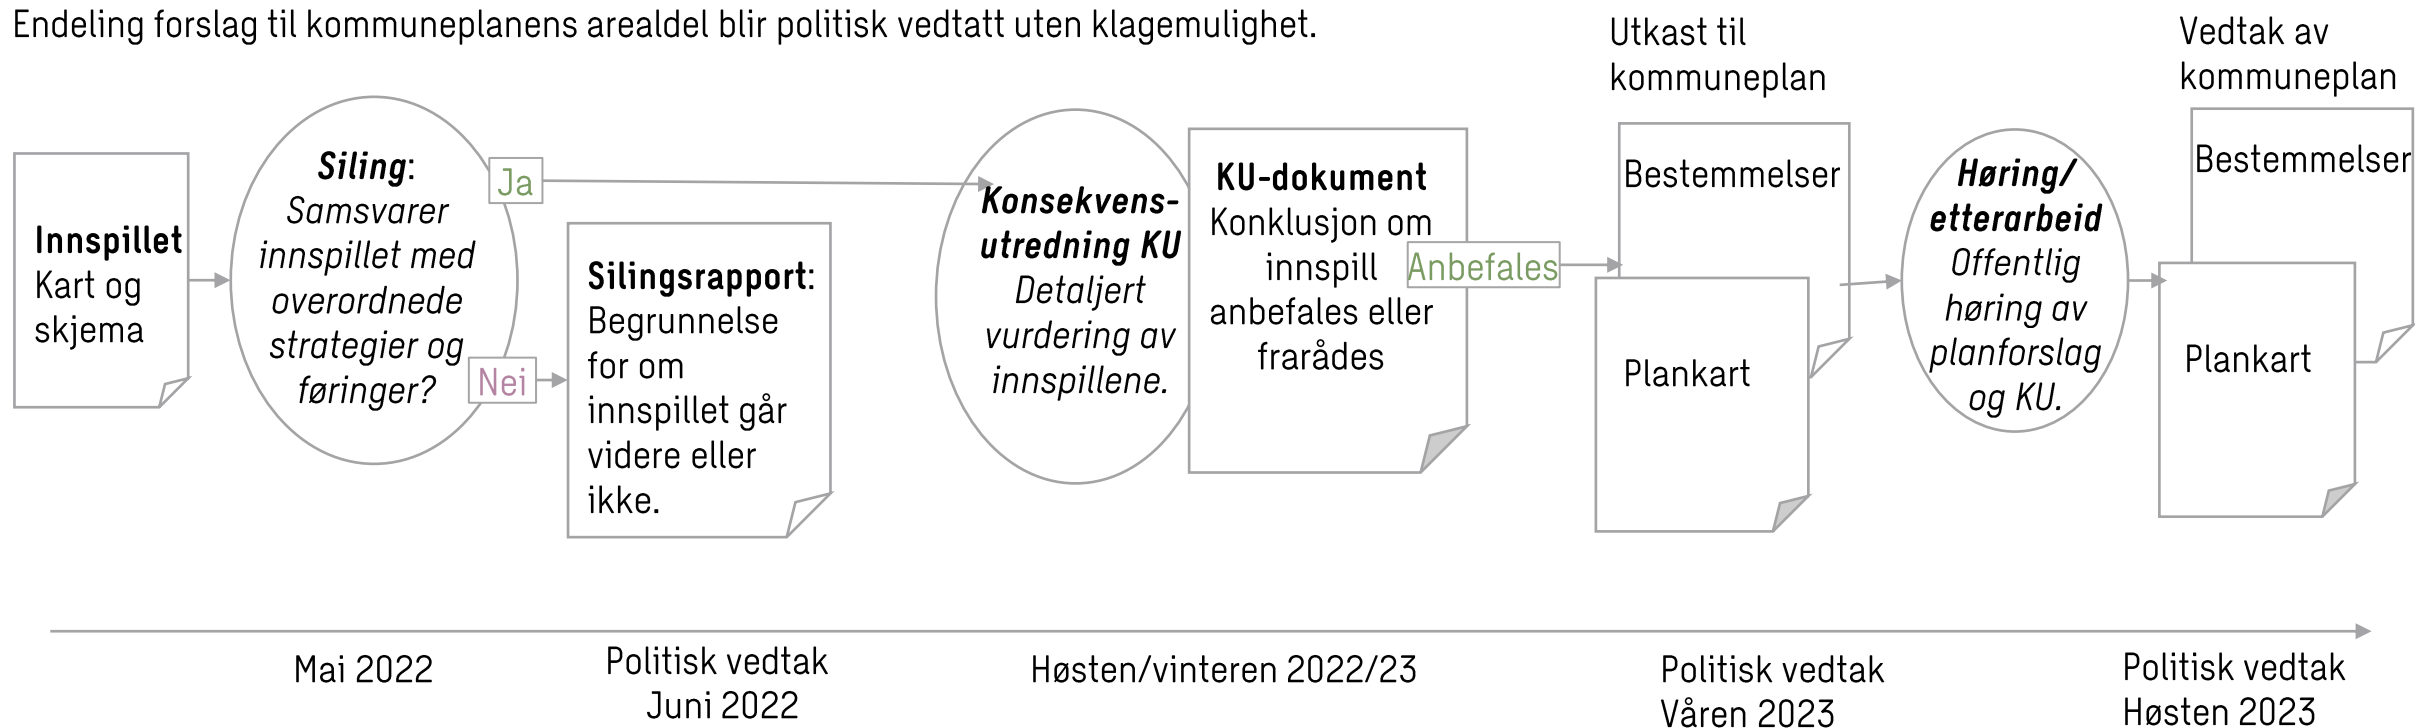 Endeling forslag til kommuneplanens arealdel blir politisk vedtatt uten klagemulighet.
Innspillet
Kart og
skjema
Siling:
Samsvarer
innspillet med
overordnede
strategier og
føringer?
Ja
Nei
Silingsrapport:
Begrunnelse
for om
innspillet går
videre eller
ikke.
Konsekvens-
utredning KU
Detaljert
vurdering av
innspillene.
KU-dokument
Konklusjon om
innspill
anbefales eller
frarådes
Anbefales
Utkast til
kommuneplan
Bestemmelser
Plankart
Høring/
etterarbeid
Offentlig
høring av
planforslag
og KU.
Vedtak av
kommuneplan
Bestemmelser
Plankart
Mai 2022
Politisk vedtak
Juni 2022
Høsten/vinteren 2022/23
Politisk vedtak
Våren 2023
Politisk vedtak
Høsten 2023